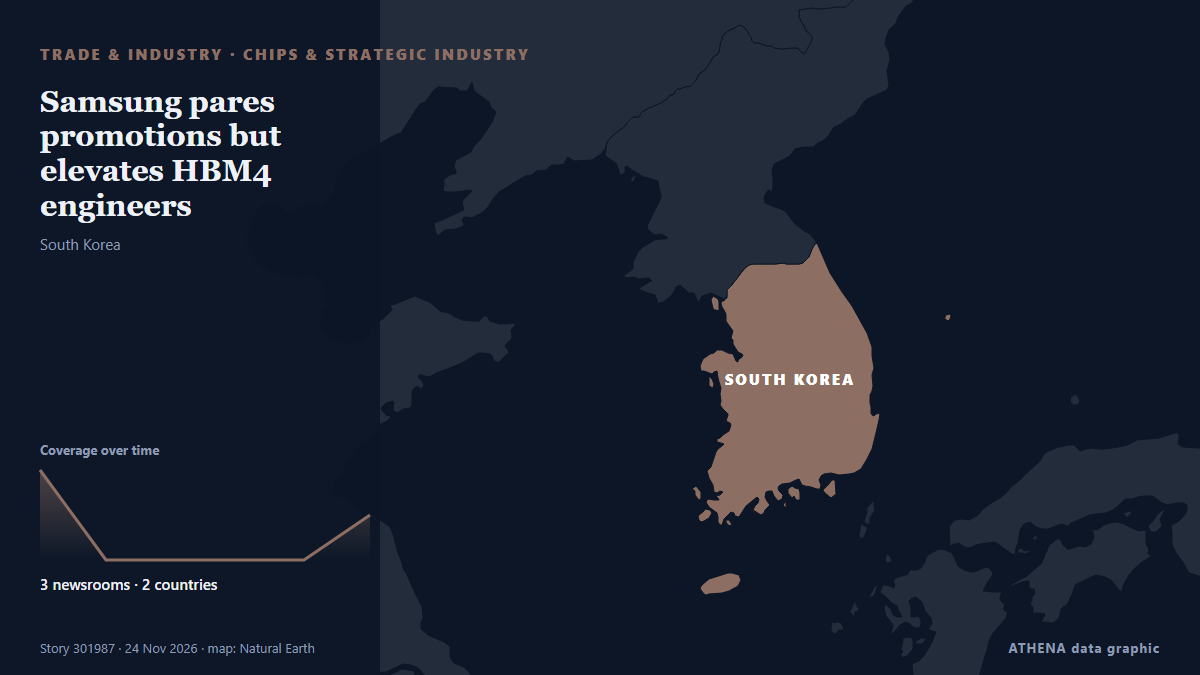 TRADE & INDUSTRY · CHIPS & STRATEGIC INDUSTRY
Samsung pares
promotions but
elevates HBM4
engineers
South Korea
SOUTH KOREA
Coverage over time
3 newsrooms · 2 countries
Story 301987 · 24 Nov 2026 · map: Natural Earth
ATHENA data graphic